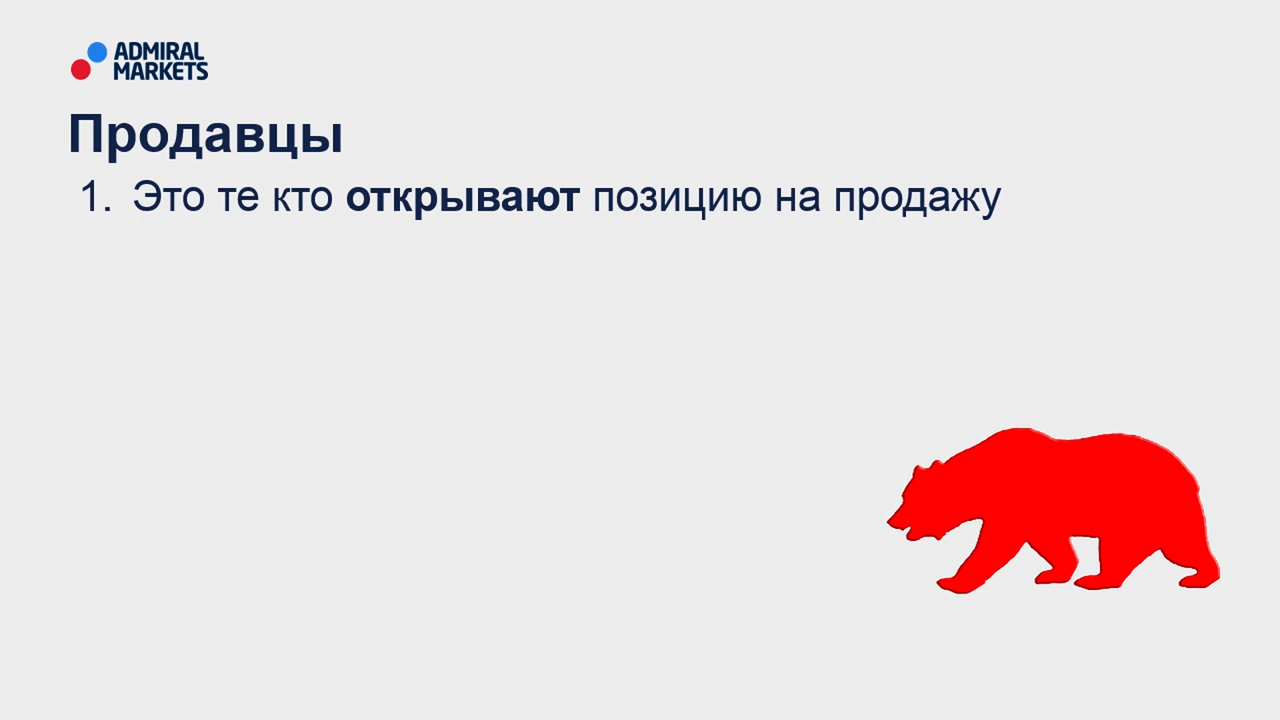 ADMIRAL
MARKETS
Продавцы
1. Это те кто открывают позицию на продажу